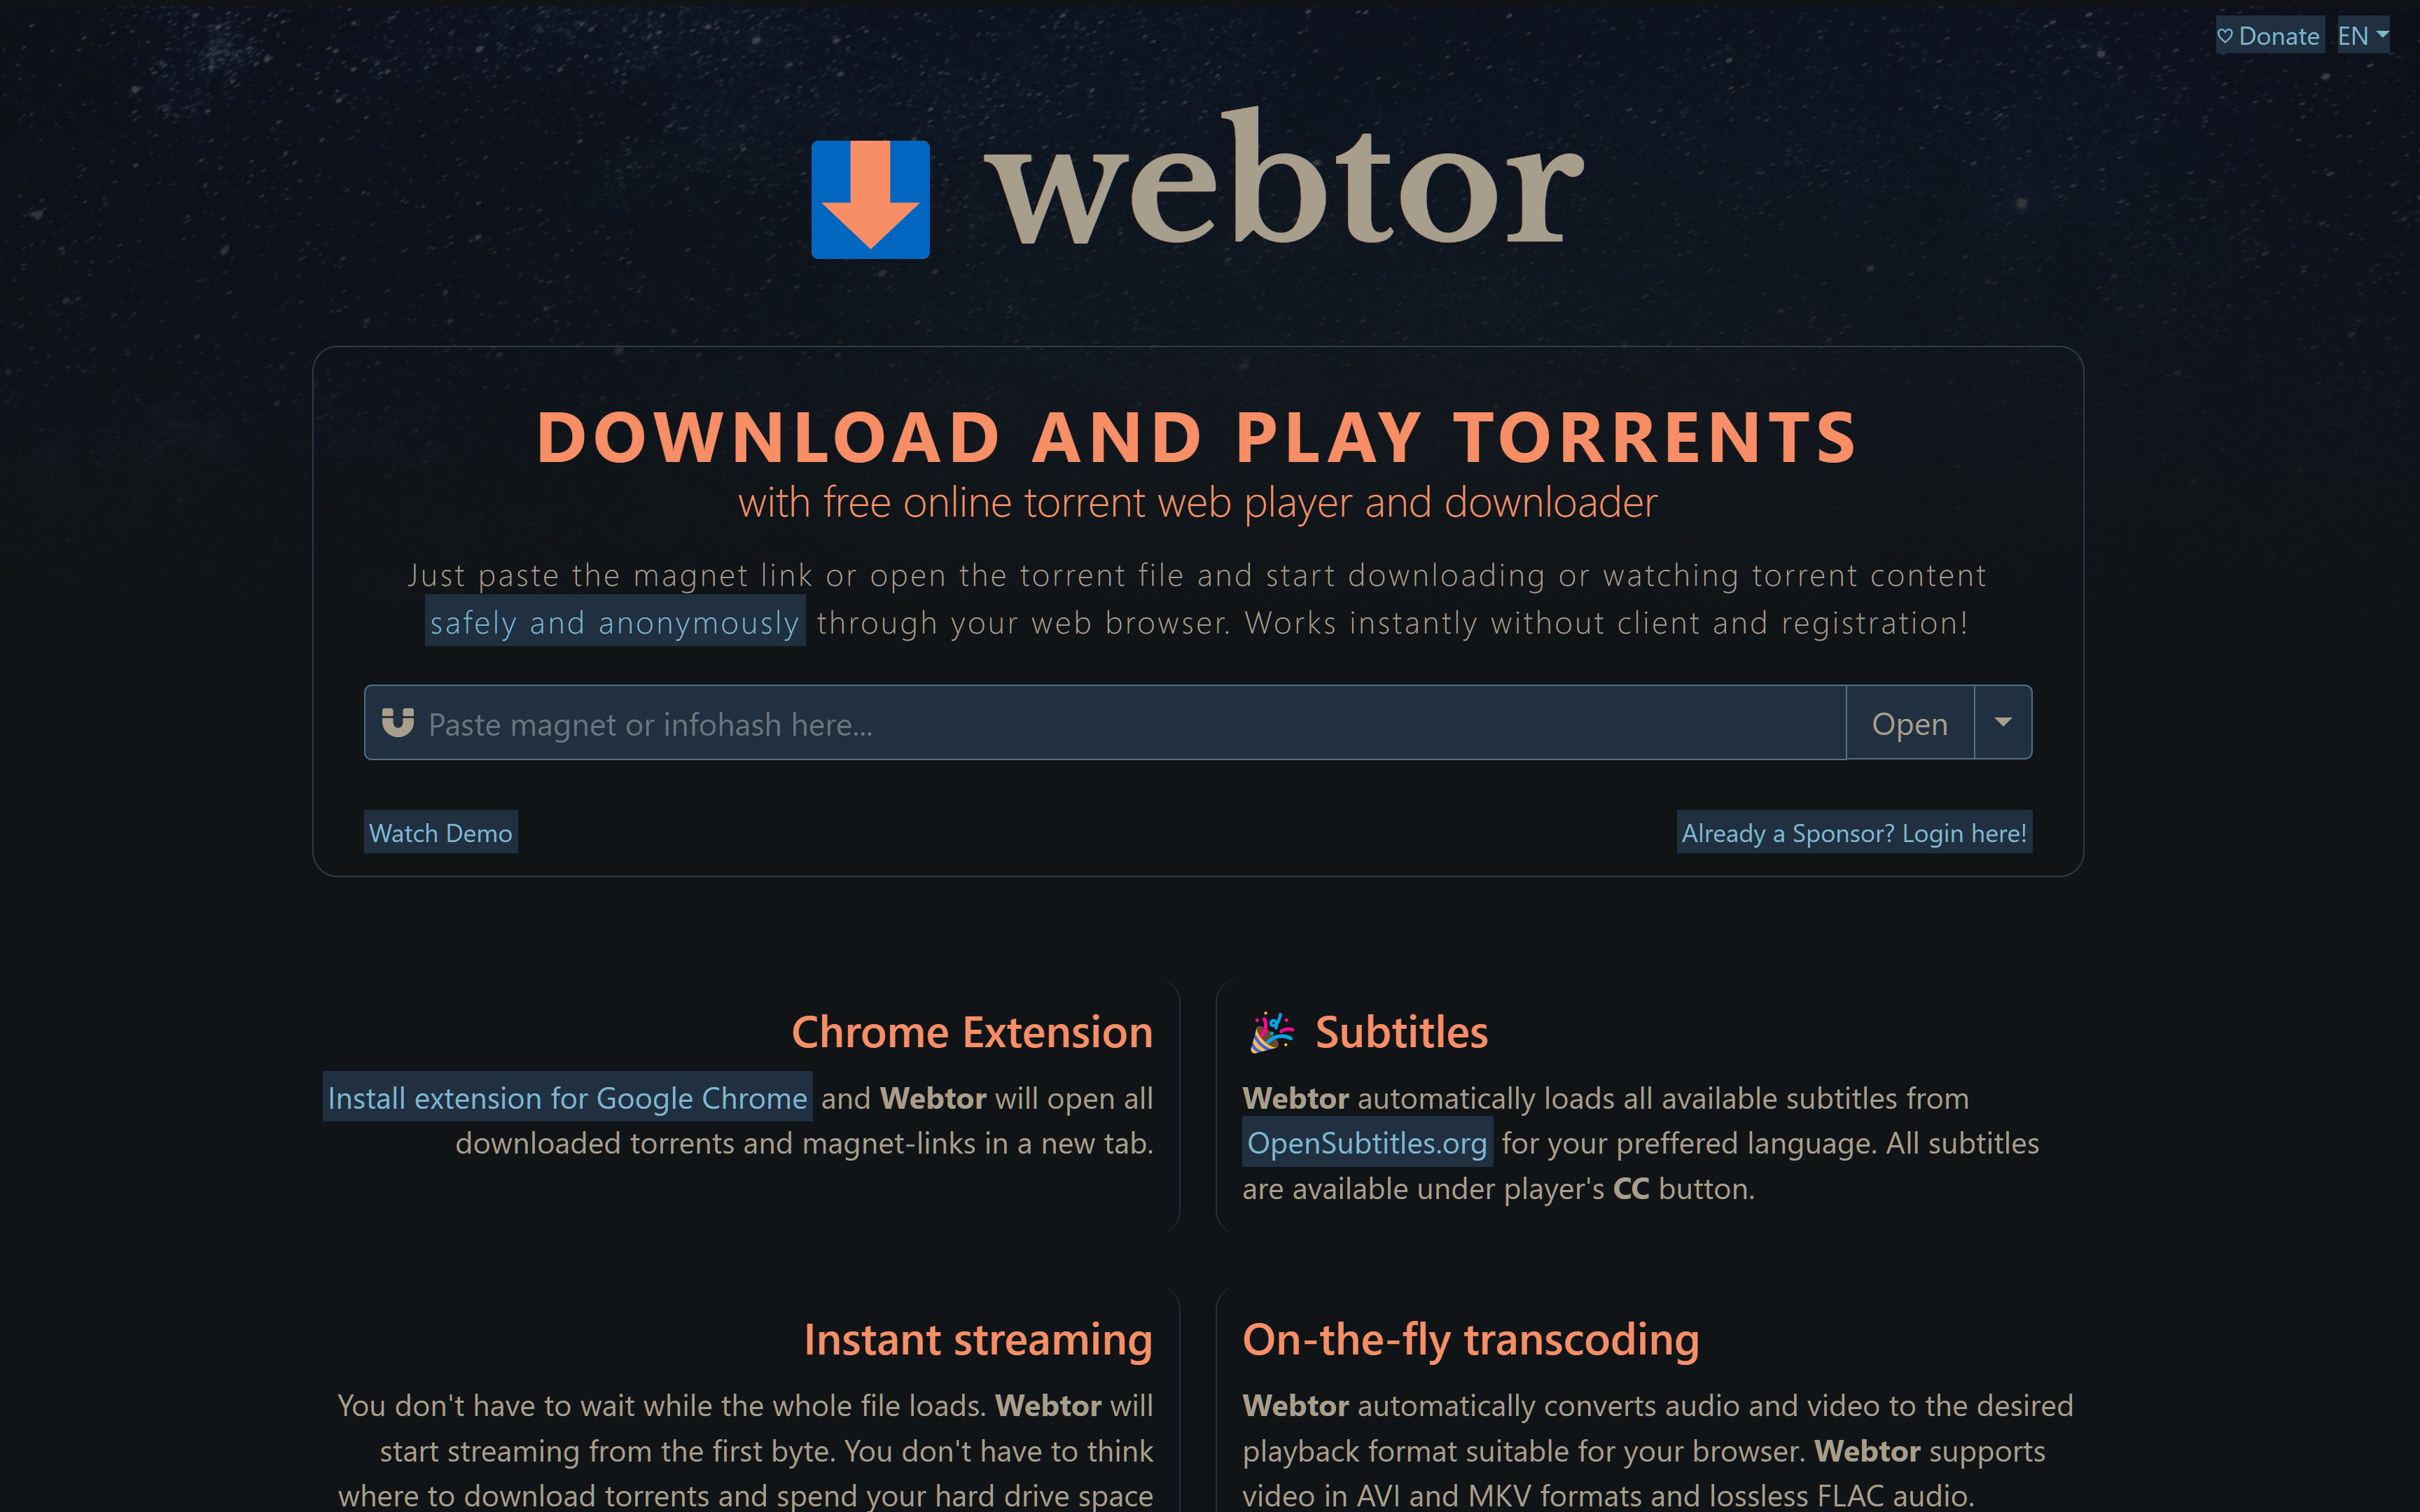 ♡ Donate EN
webtor
DOWNLOAD AND PLAY TORRENTS
with free online torrent web player and downloader
Just paste the magnet link or open the torrent file and start downloading or watching torrent content
safely and anonymously through your web browser. Works instantly without client and registration!
Paste magnet or infohash here... Open
Watch Demo Already a Sponsor? Login here!
Chrome Extension
Install extension for Google Chrome and Webtor will open all
downloaded torrents and magnet-links in a new tab.
🎉 Subtitles
Webtor automatically loads all available subtitles from
OpenSubtitles.org for your preffered language. All subtitles
are available under player's CC button.
Instant streaming
You don't have to wait while the whole file loads. Webtor will
start streaming from the first byte. You don't have to think
where to download torrents and spend your hard drive space
On-the-fly transcoding
Webtor automatically converts audio and video to the desired
playback format suitable for your browser. Webtor supports
video in AVI and MKV formats and lossless FLAC audio.